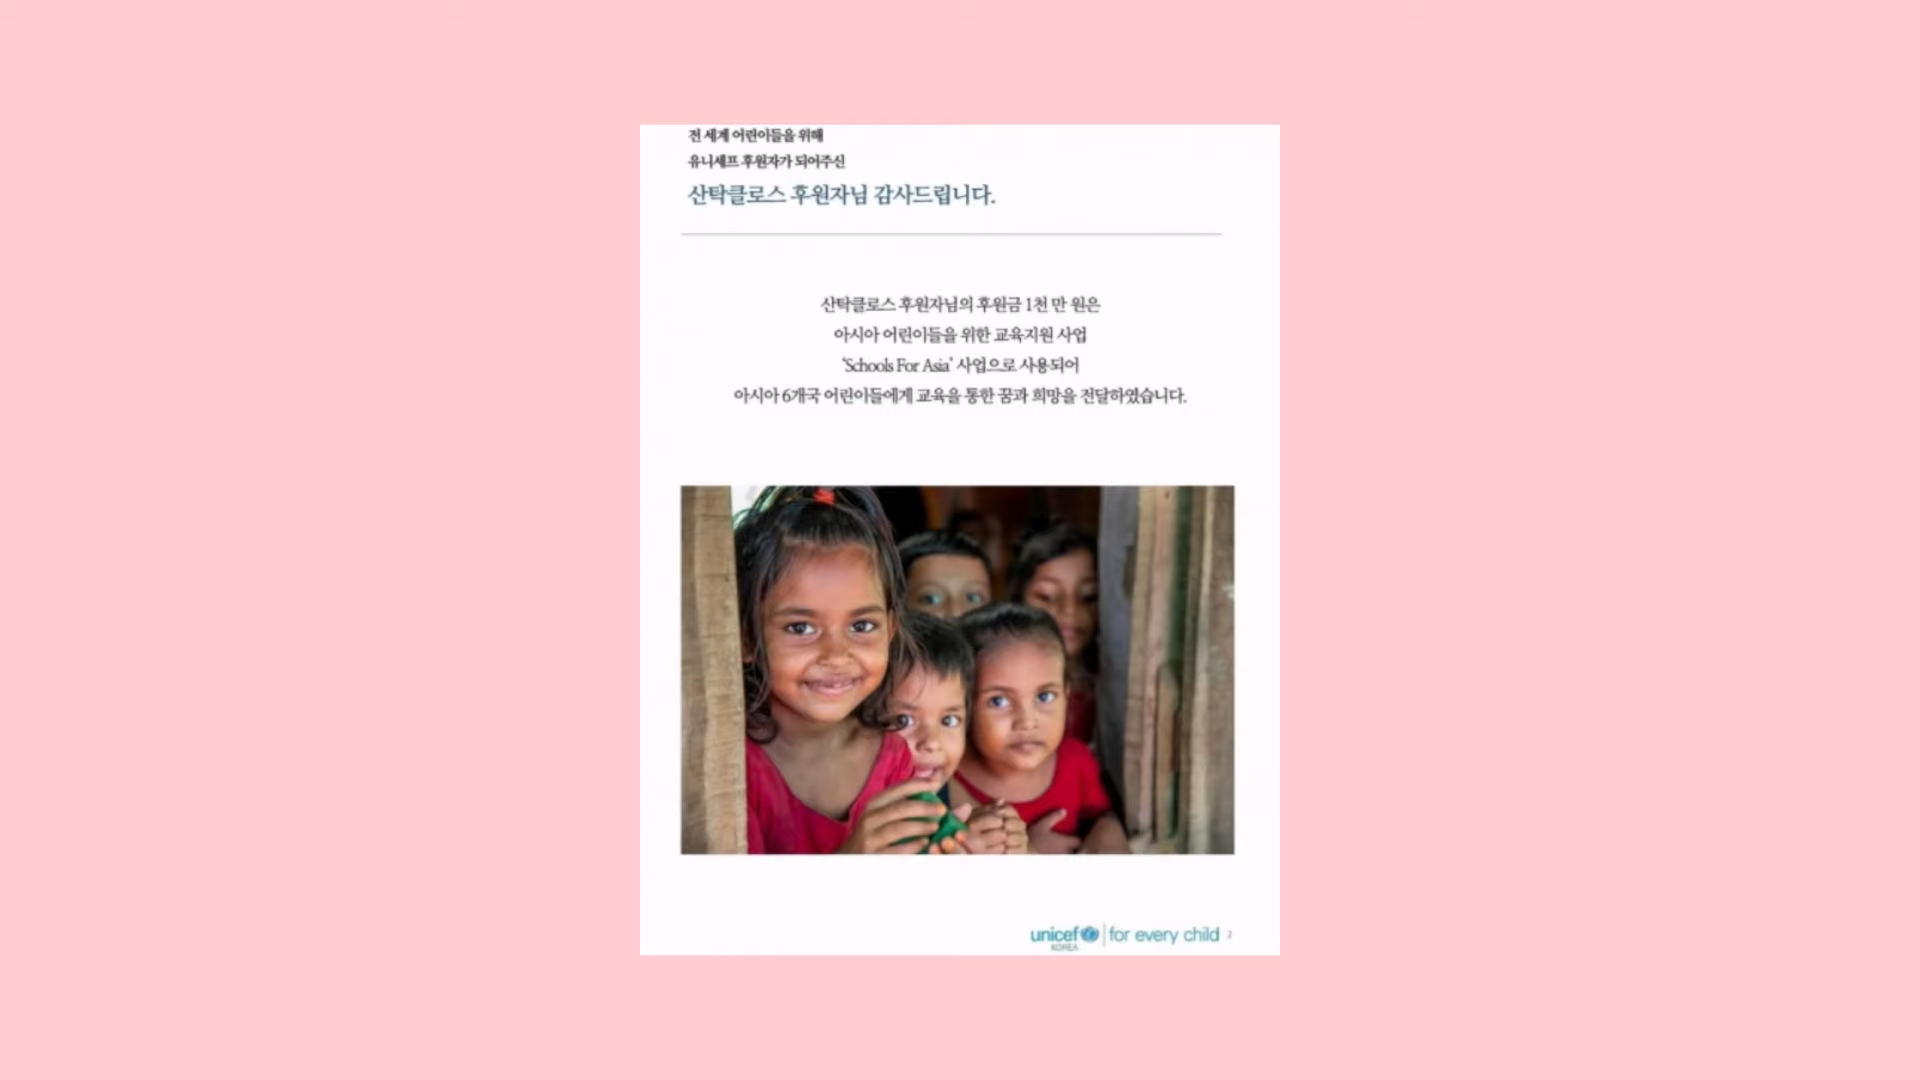 전 세계 어린이들을 위해
유니세프 후원자가 되어주신
산탁클로스 후원자님 감사드립니다.
산탁클로스 후원자님의 후원금 1천 만 원은
아시아 어린이들을 위한 교육지원 사업
‘Schools For Asia’ 사업으로 사용되어
아시아 6개국 어린이들에게 교육을 통한 꿈과 희망을 전달하였습니다.
unicef for every child 2
KOREA